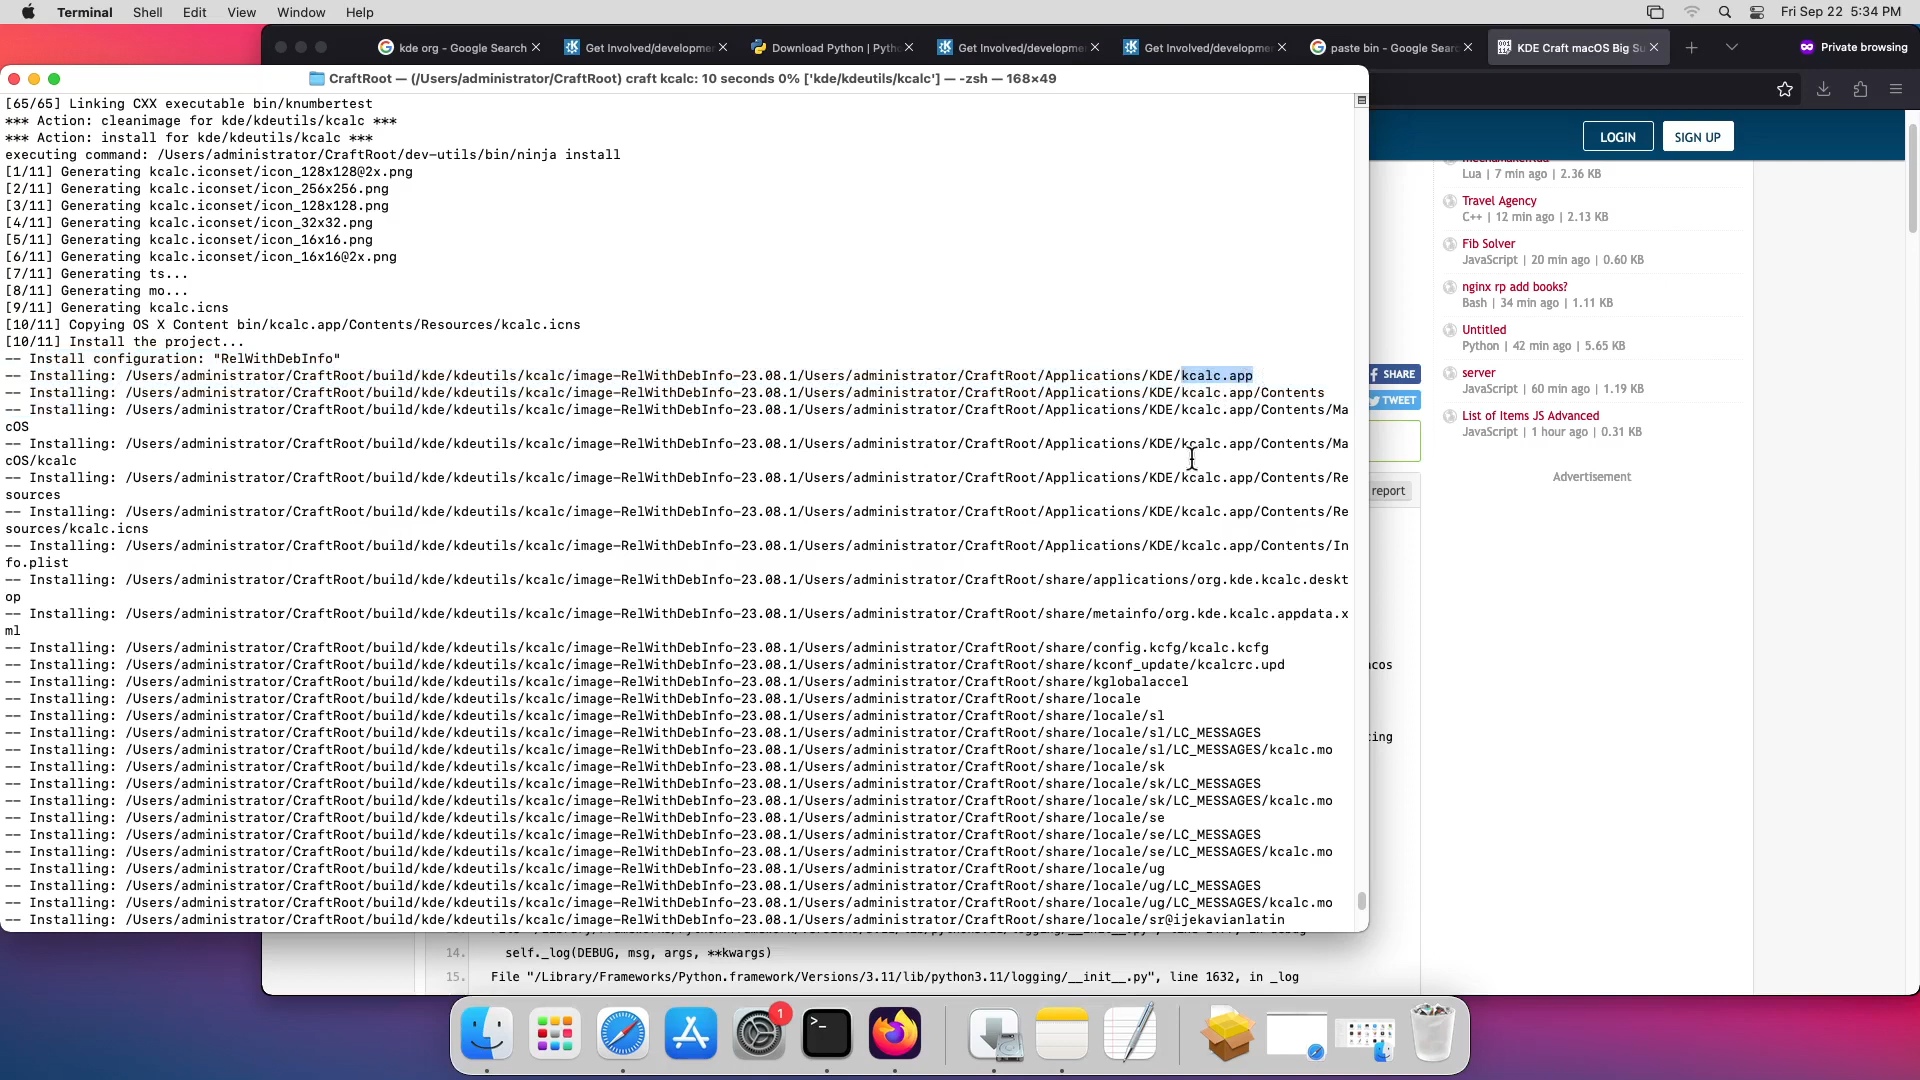 Terminal Shell Edit View Window Help Fri Sep 22 5:34 PM
kde org - Google Search Get Involved/developme Download Python | Pyth Get Involved/developme Get Involved/developme paste bin - Google Sear KDE Craft macOS Big Su Private browsing
CraftRoot — (/Users/administrator/CraftRoot) craft kcalc: 10 seconds 0% ['kde/kdeutils/kcalc'] — -zsh — 168×49
[65/65] Linking CXX executable bin/knumbertest
*** Action: cleanimage for kde/kdeutils/kcalc ***
*** Action: install for kde/kdeutils/kcalc ***
executing command: /Users/administrator/CraftRoot/dev-utils/bin/ninja install
[1/11] Generating kcalc.iconset/icon_128x128@2x.png
[2/11] Generating kcalc.iconset/icon_256x256.png
[3/11] Generating kcalc.iconset/icon_128x128.png
[4/11] Generating kcalc.iconset/icon_32x32.png
[5/11] Generating kcalc.iconset/icon_16x16.png
[6/11] Generating kcalc.iconset/icon_16x16@2x.png
[7/11] Generating ts...
[8/11] Generating mo...
[9/11] Generating kcalc.icns
[10/11] Copying OS X Content bin/kcalc.app/Contents/Resources/kcalc.icns
[10/11] Install the project...
-- Install configuration: "RelWithDebInfo"
-- Installing: /Users/administrator/CraftRoot/build/kde/kdeutils/kcalc/image-RelWithDebInfo-23.08.1/Users/administrator/CraftRoot/Applications/KDE/kcalc.app
-- Installing: /Users/administrator/CraftRoot/build/kde/kdeutils/kcalc/image-RelWithDebInfo-23.08.1/Users/administrator/CraftRoot/Applications/KDE/kcalc.app/Contents
-- Installing: /Users/administrator/CraftRoot/build/kde/kdeutils/kcalc/image-RelWithDebInfo-23.08.1/Users/administrator/CraftRoot/Applications/KDE/kcalc.app/Contents/Ma
cOS
-- Installing: /Users/administrator/CraftRoot/build/kde/kdeutils/kcalc/image-RelWithDebInfo-23.08.1/Users/administrator/CraftRoot/Applications/KDE/kcalc.app/Contents/Ma
cOS/kcalc
-- Installing: /Users/administrator/CraftRoot/build/kde/kdeutils/kcalc/image-RelWithDebInfo-23.08.1/Users/administrator/CraftRoot/Applications/KDE/kcalc.app/Contents/Re
sources
-- Installing: /Users/administrator/CraftRoot/build/kde/kdeutils/kcalc/image-RelWithDebInfo-23.08.1/Users/administrator/CraftRoot/Applications/KDE/kcalc.app/Contents/Re
sources/kcalc.icns
-- Installing: /Users/administrator/CraftRoot/build/kde/kdeutils/kcalc/image-RelWithDebInfo-23.08.1/Users/administrator/CraftRoot/Applications/KDE/kcalc.app/Contents/In
fo.plist
-- Installing: /Users/administrator/CraftRoot/build/kde/kdeutils/kcalc/image-RelWithDebInfo-23.08.1/Users/administrator/CraftRoot/share/applications/org.kde.kcalc.deskt
op
-- Installing: /Users/administrator/CraftRoot/build/kde/kdeutils/kcalc/image-RelWithDebInfo-23.08.1/Users/administrator/CraftRoot/share/metainfo/org.kde.kcalc.appdata.x
ml
-- Installing: /Users/administrator/CraftRoot/build/kde/kdeutils/kcalc/image-RelWithDebInfo-23.08.1/Users/administrator/CraftRoot/share/config.kcfg/kcalc.kcfg
-- Installing: /Users/administrator/CraftRoot/build/kde/kdeutils/kcalc/image-RelWithDebInfo-23.08.1/Users/administrator/CraftRoot/share/kconf_update/kcalcrc.upd
-- Installing: /Users/administrator/CraftRoot/build/kde/kdeutils/kcalc/image-RelWithDebInfo-23.08.1/Users/administrator/CraftRoot/share/kglobalaccel
-- Installing: /Users/administrator/CraftRoot/build/kde/kdeutils/kcalc/image-RelWithDebInfo-23.08.1/Users/administrator/CraftRoot/share/locale
-- Installing: /Users/administrator/CraftRoot/build/kde/kdeutils/kcalc/image-RelWithDebInfo-23.08.1/Users/administrator/CraftRoot/share/locale/sl
-- Installing: /Users/administrator/CraftRoot/build/kde/kdeutils/kcalc/image-RelWithDebInfo-23.08.1/Users/administrator/CraftRoot/share/locale/sl/LC_MESSAGES
-- Installing: /Users/administrator/CraftRoot/build/kde/kdeutils/kcalc/image-RelWithDebInfo-23.08.1/Users/administrator/CraftRoot/share/locale/sl/LC_MESSAGES/kcalc.mo
-- Installing: /Users/administrator/CraftRoot/build/kde/kdeutils/kcalc/image-RelWithDebInfo-23.08.1/Users/administrator/CraftRoot/share/locale/sk
-- Installing: /Users/administrator/CraftRoot/build/kde/kdeutils/kcalc/image-RelWithDebInfo-23.08.1/Users/administrator/CraftRoot/share/locale/sk/LC_MESSAGES
-- Installing: /Users/administrator/CraftRoot/build/kde/kdeutils/kcalc/image-RelWithDebInfo-23.08.1/Users/administrator/CraftRoot/share/locale/sk/LC_MESSAGES/kcalc.mo
-- Installing: /Users/administrator/CraftRoot/build/kde/kdeutils/kcalc/image-RelWithDebInfo-23.08.1/Users/administrator/CraftRoot/share/locale/se
-- Installing: /Users/administrator/CraftRoot/build/kde/kdeutils/kcalc/image-RelWithDebInfo-23.08.1/Users/administrator/CraftRoot/share/locale/se/LC_MESSAGES
-- Installing: /Users/administrator/CraftRoot/build/kde/kdeutils/kcalc/image-RelWithDebInfo-23.08.1/Users/administrator/CraftRoot/share/locale/se/LC_MESSAGES/kcalc.mo
-- Installing: /Users/administrator/CraftRoot/build/kde/kdeutils/kcalc/image-RelWithDebInfo-23.08.1/Users/administrator/CraftRoot/share/locale/ug
-- Installing: /Users/administrator/CraftRoot/build/kde/kdeutils/kcalc/image-RelWithDebInfo-23.08.1/Users/administrator/CraftRoot/share/locale/ug/LC_MESSAGES
-- Installing: /Users/administrator/CraftRoot/build/kde/kdeutils/kcalc/image-RelWithDebInfo-23.08.1/Users/administrator/CraftRoot/share/locale/ug/LC_MESSAGES/kcalc.mo
-- Installing: /Users/administrator/CraftRoot/build/kde/kdeutils/kcalc/image-RelWithDebInfo-23.08.1/Users/administrator/CraftRoot/share/locale/sr@ijekavianlatin
LOGIN SIGN UP
Lua | 7 min ago | 2.36 KB
Travel Agency
C++ | 12 min ago | 2.13 KB
Fib Solver
JavaScript | 20 min ago | 0.60 KB
nginx rp add books?
Bash | 34 min ago | 1.11 KB
Untitled
Python | 42 min ago | 5.65 KB
server
JavaScript | 60 min ago | 1.19 KB
List of Items JS Advanced
JavaScript | 1 hour ago | 0.31 KB
Advertisement
SHARE
TWEET
report
acos
ting
14. self._log(DEBUG, msg, args, **kwargs)
15. File "/Library/Frameworks/Python.framework/Versions/3.11/lib/python3.11/logging/__init__.py", line 1632, in _log
1